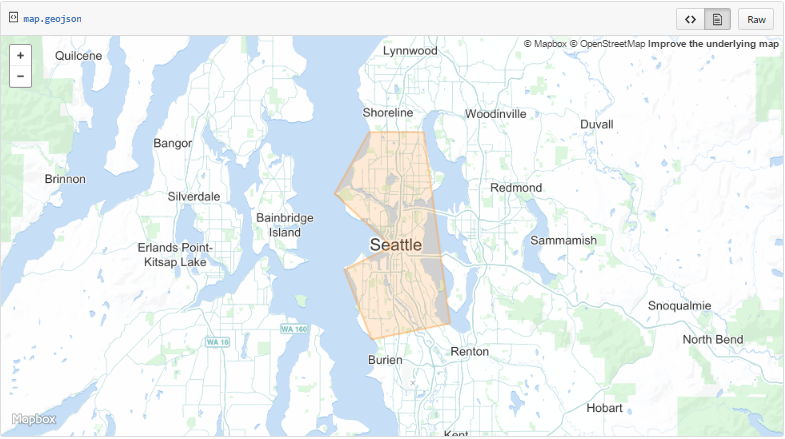 map.geojson
<>
Raw
+
−
© Mapbox © OpenStreetMap Improve the underlying map
Quilcene
Lynnwood
Shoreline
Woodinville
Duvall
Bangor
Brinnon
Silverdale
Redmond
Bainbridge
Island
Seattle
Sammamish
Erlands Point-
Kitsap Lake
Snoqualmie
WA 160
WA 16
North Bend
Renton
Burien
Hobart
Mapbox
Kent